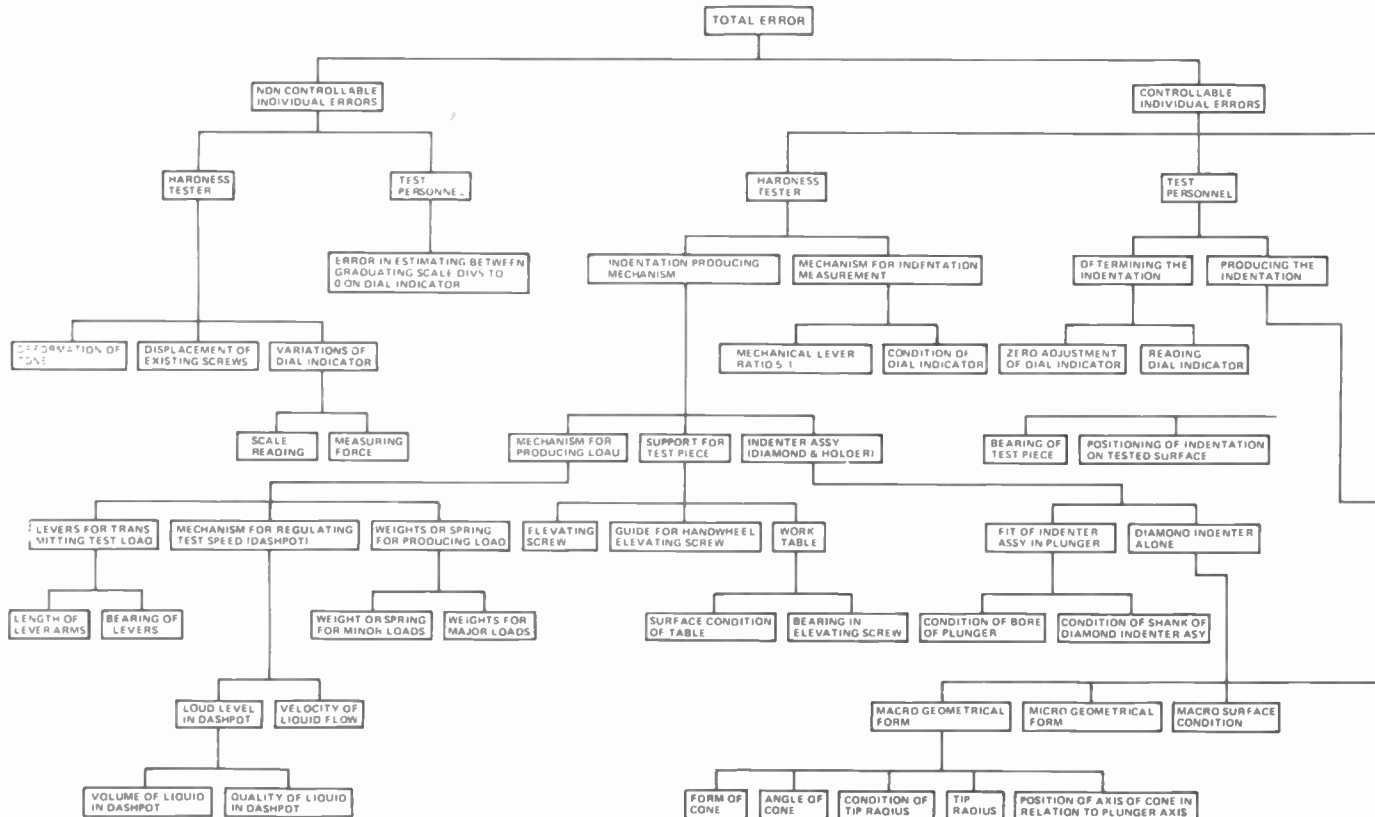 TOTAL ERROR
NON CONTROLLABLE
INDIVIDUAL ERRORS
CONTROLLABLE
INDIVIDUAL ERRORS
HARDNESS
TESTER
TEST
PERSONNEL
HARDNESS
TESTER
TEST
PERSONNEL
ERROR IN ESTIMATING BETWEEN
GRADUATING SCALE DIVS TO
0 ON DIAL INDICATOR
INDENTATION PRODUCING
MECHANISM
MECHANISM FOR INDENTATION
MEASUREMENT
DETERMINING THE
INDENTATION
PRODUCING THE
INDENTATION
DEFORMATION OF
DISPLACEMENT OF
EXISTING SCREWS
VARIATIONS OF
DIAL INDICATOR
MECHANICAL LEVER
RATIO 5 1
CONDITION OF
DIAL INDICATOR
ZERO ADJUSTMENT
OF DIAL INDICATOR
READING
DIAL INDICATOR
SCALE
READING
MEASURING
FORCE
MECHANISM FOR
PRODUCING LOAD
SUPPORT FOR
TEST PIECE
INDENTER ASSY
(DIAMOND & HOLDER)
BEARING OF
TEST PIECE
POSITIONING OF INDENTATION
ON TESTED SURFACE
LEVERS FOR TRANS
MITTING TEST LOAD
MECHANISM FOR REGULATING
TEST SPEED (DASHPOT)
WEIGHTS OR SPRING
FOR PRODUCING LOAD
ELEVATING
SCREW
GUIDE FOR HANDWHEEL
ELEVATING SCREW
WORK
TABLE
FIT OF INDENTER
ASSY IN PLUNGER
DIAMOND INDENTER
ALONE
LENGTH OF
LEVER ARMS
BEARING OF
LEVERS
WEIGHT OR SPRING
FOR MINOR LOADS
WEIGHTS FOR
MAJOR LOADS
SURFACE CONDITION
OF TABLE
BEARING IN
ELEVATING SCREW
CONDITION OF BORE
OF PLUNGER
CONDITION OF SHANK OF
DIAMOND INDENTER ASY
LOUD LEVEL
IN DASHPOT
VELOCITY OF
LIQUID FLOW
MACRO GEOMETRICAL
FORM
MICRO GEOMETRICAL
FORM
MACRO SURFACE
CONDITION
VOLUME OF LIQUID
IN DASHPOT
QUALITY OF LIQUID
IN DASHPOT
FORM OF
CONE
ANGLE OF
CONE
CONDITION OF
TIP RADIUS
TIP
RADIUS
POSITION OF AXIS OF CONE IN
RELATION TO PLUNGER AXIS